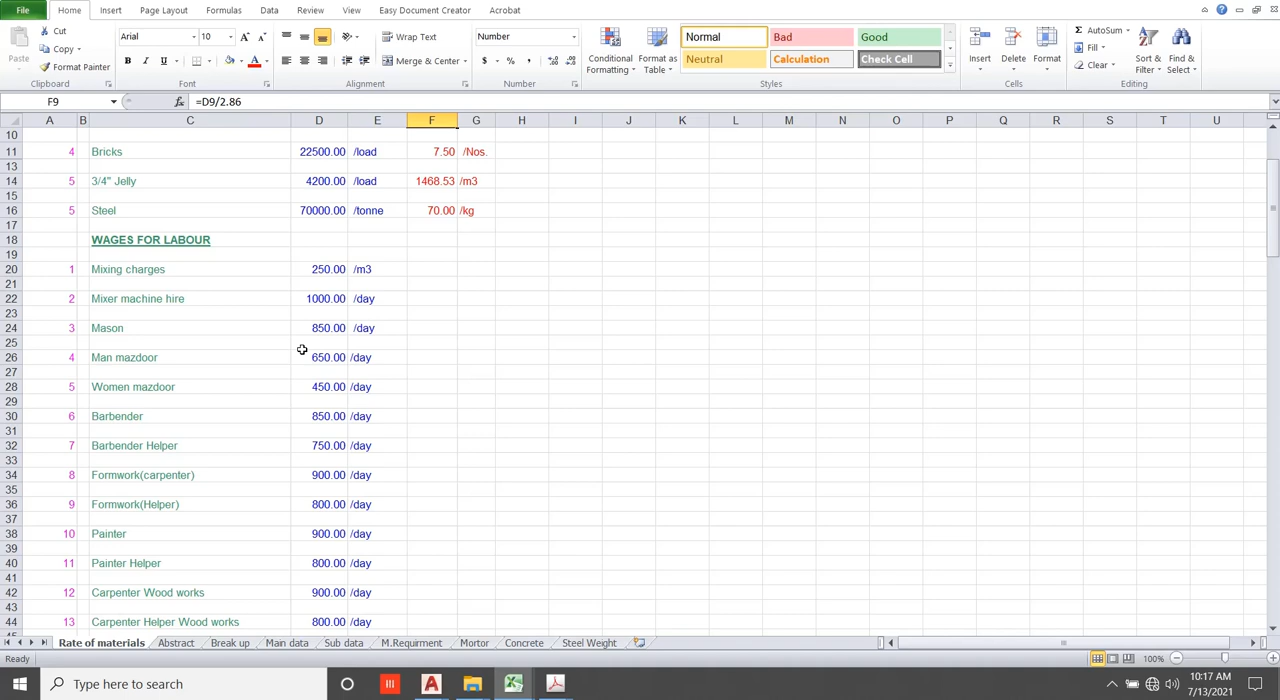 File Home Insert Page Layout Formulas Data Review View Easy Document Creator Acrobat
Paste Cut Copy Format Painter Clipboard
Arial 10 A A B I U A Font
Wrap Text Merge & Center Alignment
Number $ % , Number
Conditional Formatting Format as Table
Normal Bad Good
Neutral Calculation Check Cell
Styles
Insert Delete Format Cells
Σ AutoSum Fill Clear Sort & Filter Find & Select Editing
F9 fx =D9/2.86
A B C D E F G H I J K L M N O P Q R S T U
10
11 4 Bricks 22500.00 /load 7.50 /Nos.
13
14 5 3/4" Jelly 4200.00 /load 1468.53 /m3
15
16 5 Steel 70000.00 /tonne 70.00 /kg
17
18 WAGES FOR LABOUR
19
20 1 Mixing charges 250.00 /m3
21
22 2 Mixer machine hire 1000.00 /day
23
24 3 Mason 850.00 /day
25
26 4 Man mazdoor 650.00 /day
27
28 5 Women mazdoor 450.00 /day
29
30 6 Barbender 850.00 /day
31
32 7 Barbender Helper 750.00 /day
33
34 8 Formwork(carpenter) 900.00 /day
35
36 9 Formwork(Helper) 800.00 /day
37
38 10 Painter 900.00 /day
39
40 11 Painter Helper 800.00 /day
41
42 12 Carpenter Wood works 900.00 /day
43
44 13 Carpenter Helper Wood works 800.00 /day
Rate of materials Abstract Break up Main data Sub data M.Requirment Mortor Concrete Steel Weight
Ready 100%
Type here to search
10:17 AM
7/13/2021